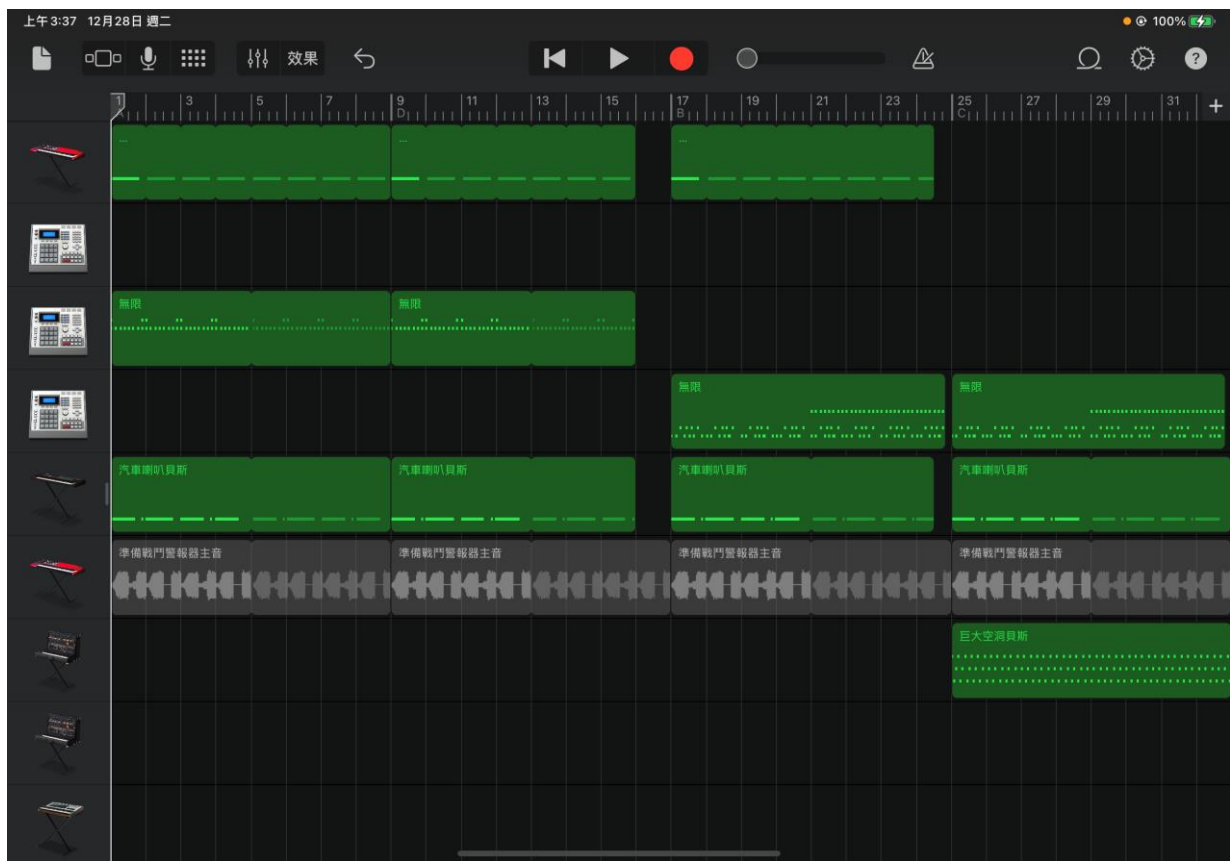 上午3:37 12月28日 週二
100%
效果
?
1 3 5 7 9 11 13 15 17 19 21 23 25 27 29 31 +
A D B C
... ... ...
無限 無限
無限 無限
汽車喇叭貝斯 汽車喇叭貝斯 汽車喇叭貝斯 汽車喇叭貝斯
準備戰鬥警報器主音 準備戰鬥警報器主音 準備戰鬥警報器主音 準備戰鬥警報器主音
巨大空洞貝斯